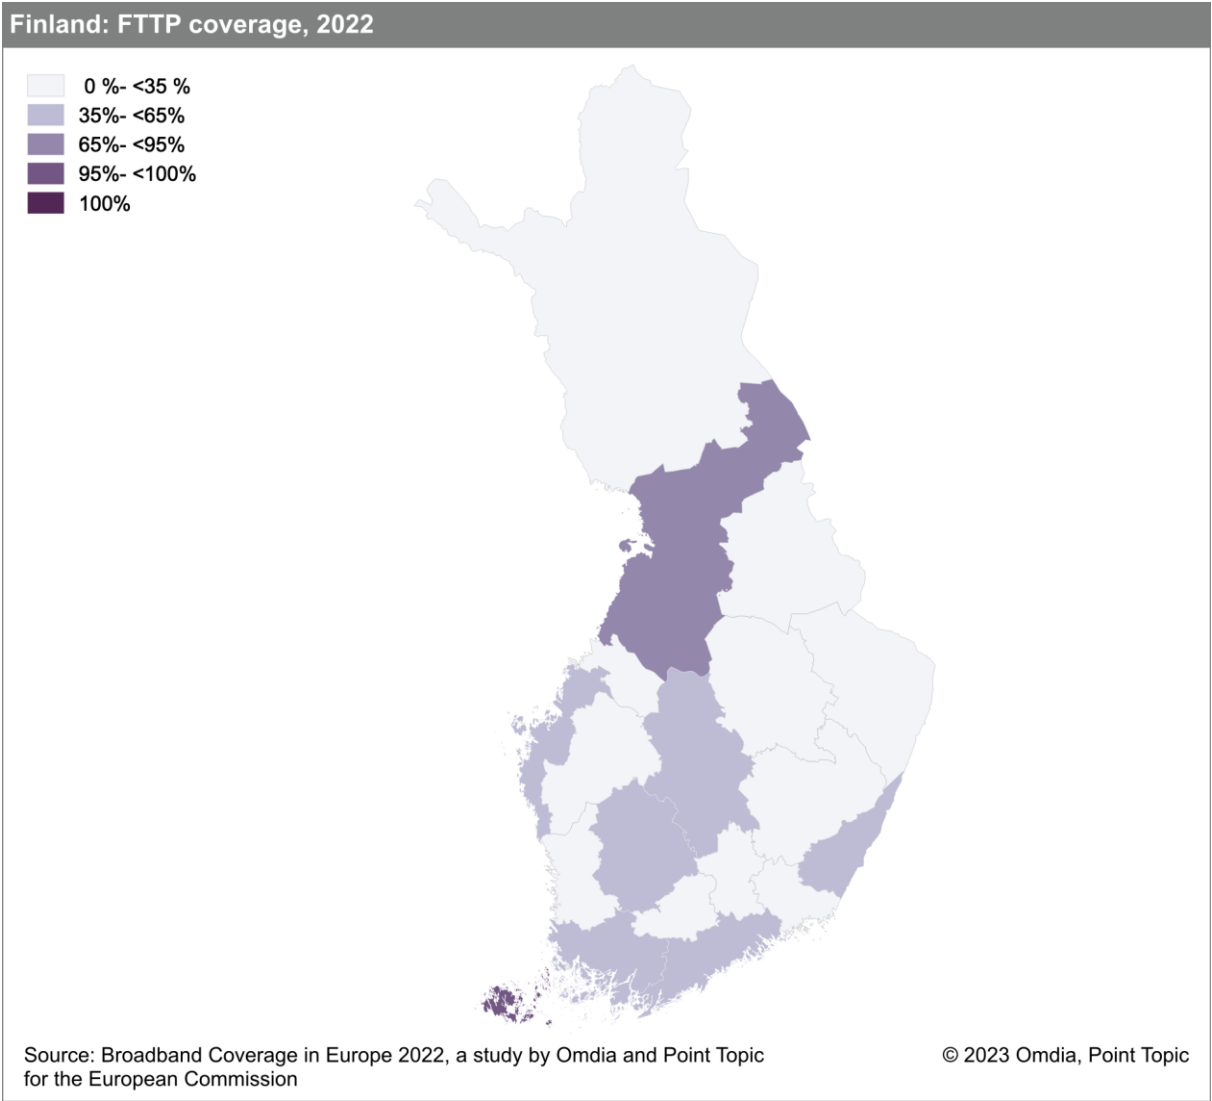 Finland: FTTP coverage, 2022
0 %- <35 %
35%- <65%
65%- <95%
95%- <100%
100%
Source: Broadband Coverage in Europe 2022, a study by Omdia and Point Topic
for the European Commission
© 2023 Omdia, Point Topic